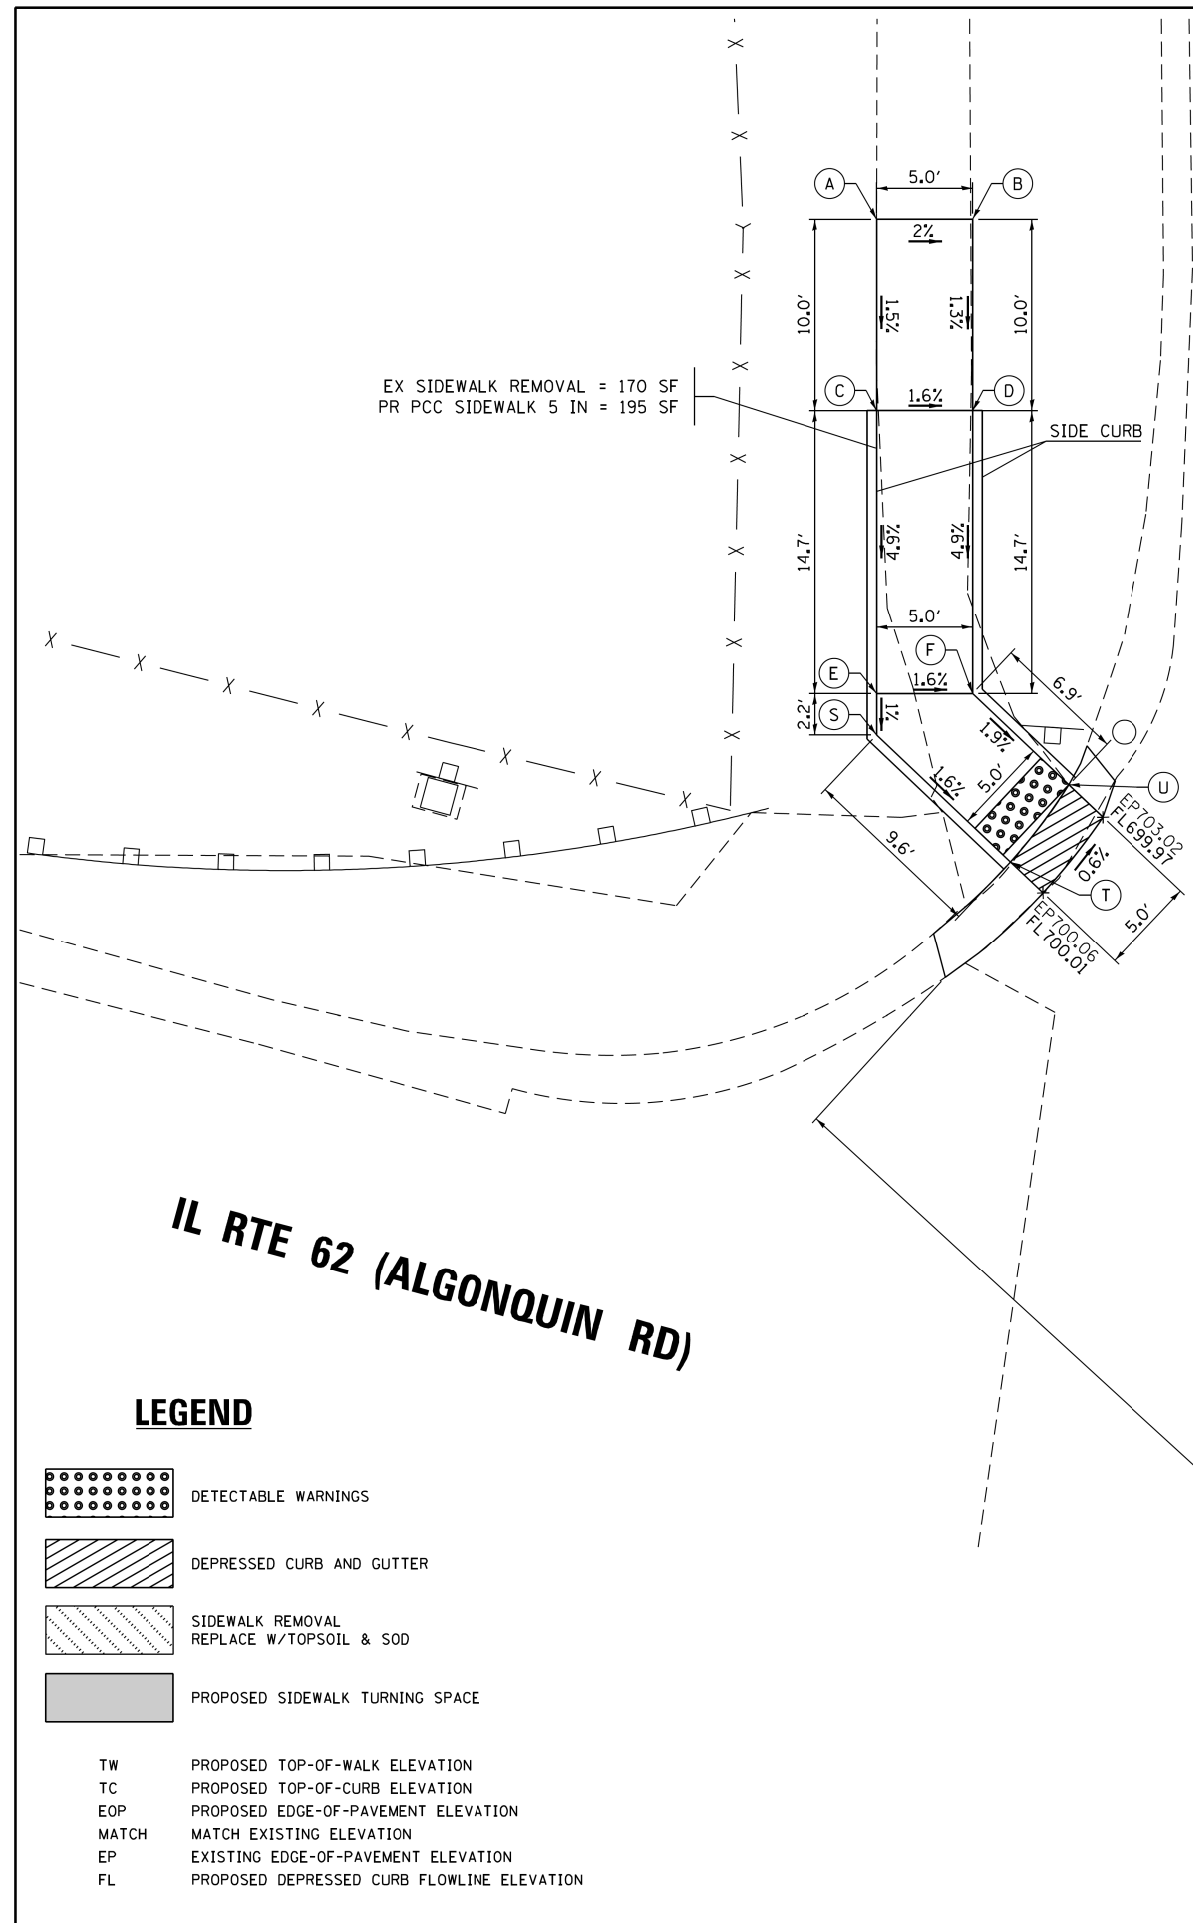 5.0'
A
B
2%
10.0'
1.5%
1.3%
10.0'
EX SIDEWALK REMOVAL = 170 SF
PR PCC SIDEWALK 5 IN = 195 SF
C
1.6%
D
SIDE CURB
14.7'
4.9%
4.9%
14.7'
5.0'
F
E
1.6%
6.9'
2.2'
S
1%
1.9%
1.6%
5.0'
U
9.6'
EP703.02
FL699.97
0.6%
T
5.0'
EP700.06
FL700.01
IL RTE 62 (ALGONQUIN RD)
LEGEND
DETECTABLE WARNINGS
DEPRESSED CURB AND GUTTER
SIDEWALK REMOVAL
REPLACE W/TOPSOIL & SOD
PROPOSED SIDEWALK TURNING SPACE
TW PROPOSED TOP-OF-WALK ELEVATION
TC PROPOSED TOP-OF-CURB ELEVATION
EOP PROPOSED EDGE-OF-PAVEMENT ELEVATION
MATCH MATCH EXISTING ELEVATION
EP EXISTING EDGE-OF-PAVEMENT ELEVATION
FL PROPOSED DEPRESSED CURB FLOWLINE ELEVATION